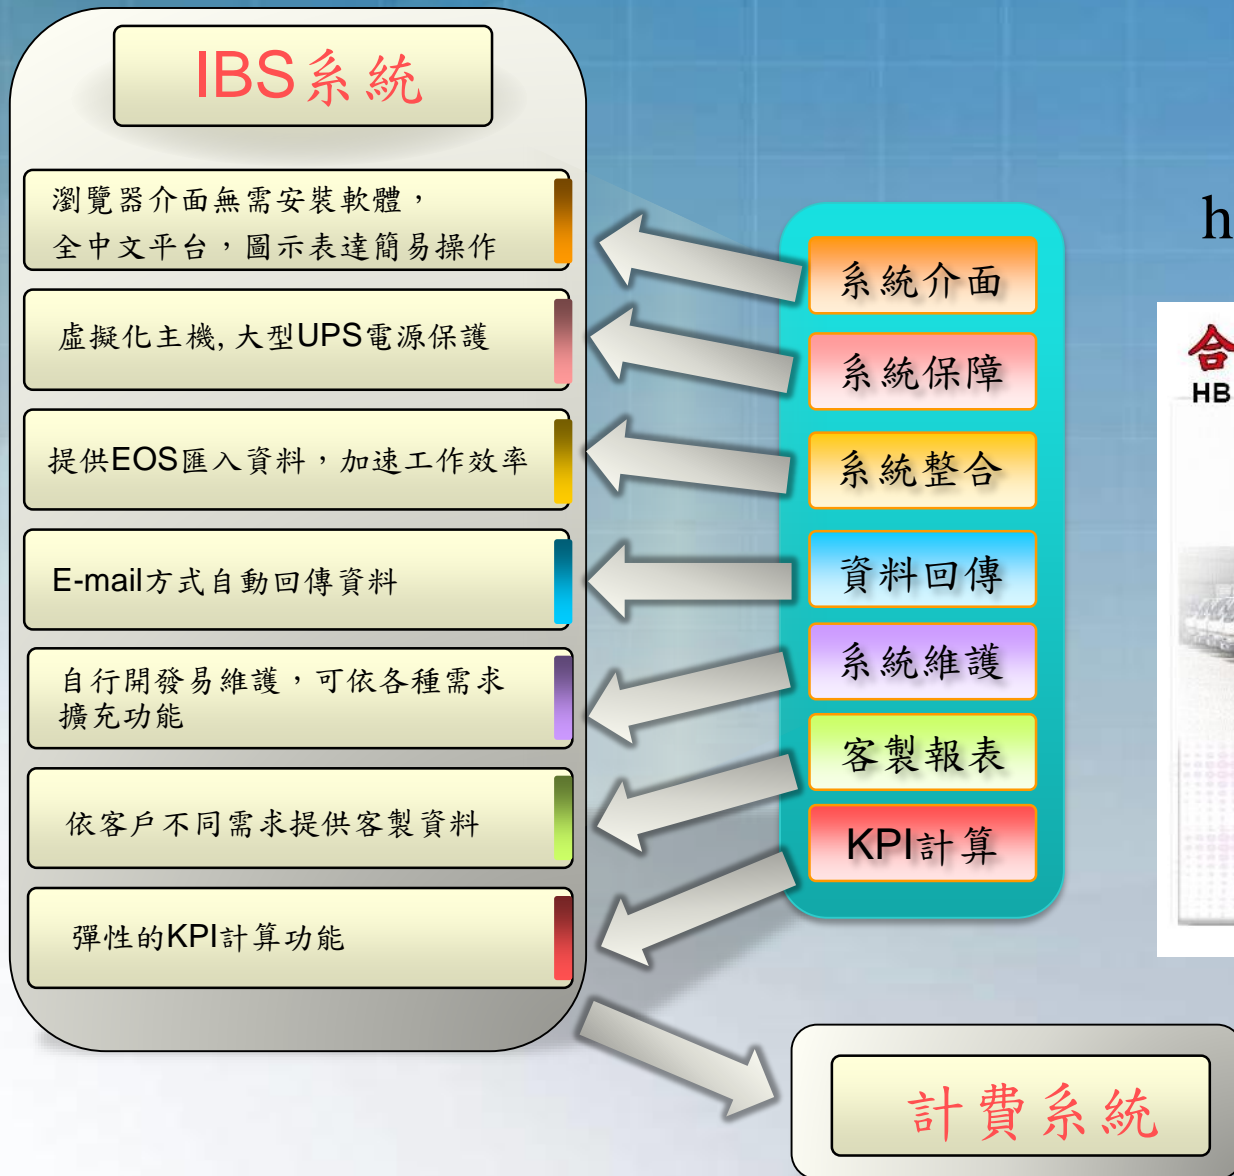 IBS系統
瀏覽器介面無需安裝軟體，
全中文平台，圖示表達簡易操作
虛擬化主機,大型UPS電源保護
提供EOS匯入資料，加速工作效率
E-mail方式自動回傳資料
自行開發易維護，可依各種需求
擴充功能
依客戶不同需求提供客製資料
彈性的KPI計算功能
系統介面
系統保障
系統整合
資料回傳
系統維護
客製報表
KPI計算
h
合
HB
計費系統